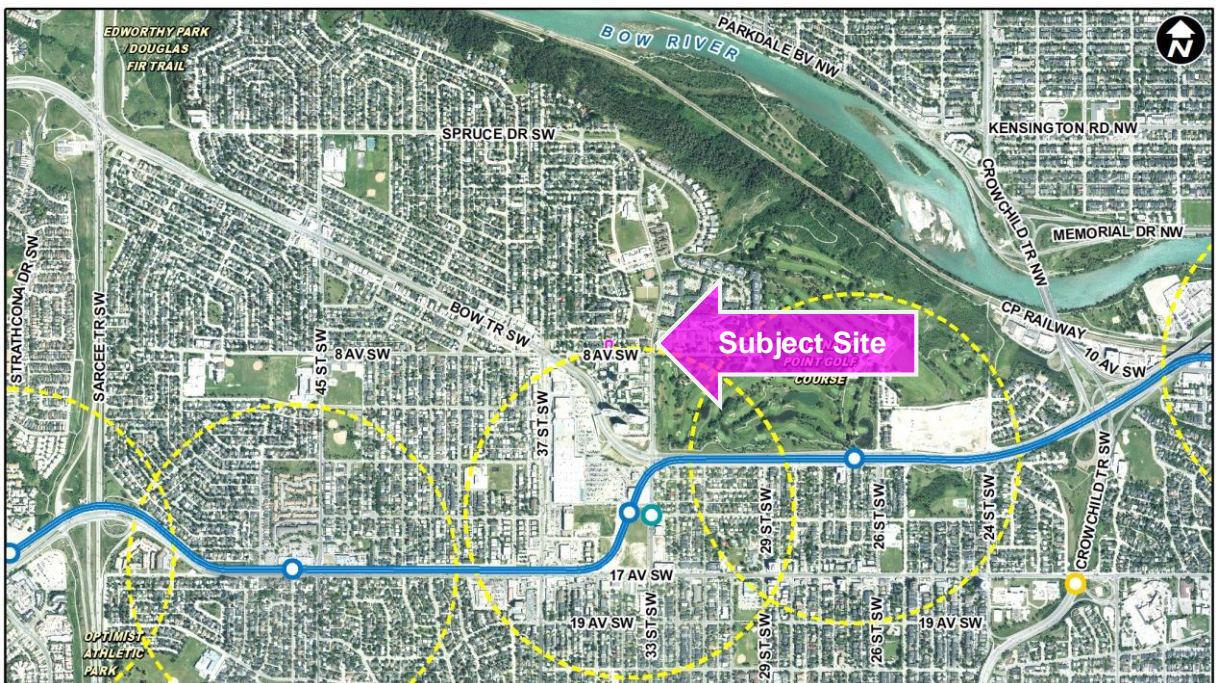 EDWORTHY PARK
/DOUGLAS
FIR TRAIL
BOW RIVER
PARKDALE BV NW
N
SPRUCE DR SW
KENSINGTON RD NW
CROWCHILD TR NW
MEMORIAL DR NW
STRATHCONA DR SW
SARCEE TR SW
BOW TR SW
CP RAILWAY
45 ST SW
8 AV SW
8 AV SW
Subject Site
POINT GOLF
COURSE
10 AV SW
37 ST SW
29 ST SW
26 ST SW
24 ST SW
CROWCHILD TR SW
17 AV SW
19 AV SW
33 ST SW
29 ST SW
26 ST SW
19 AV SW
OPTIMIST
ATHLETIC
PARK